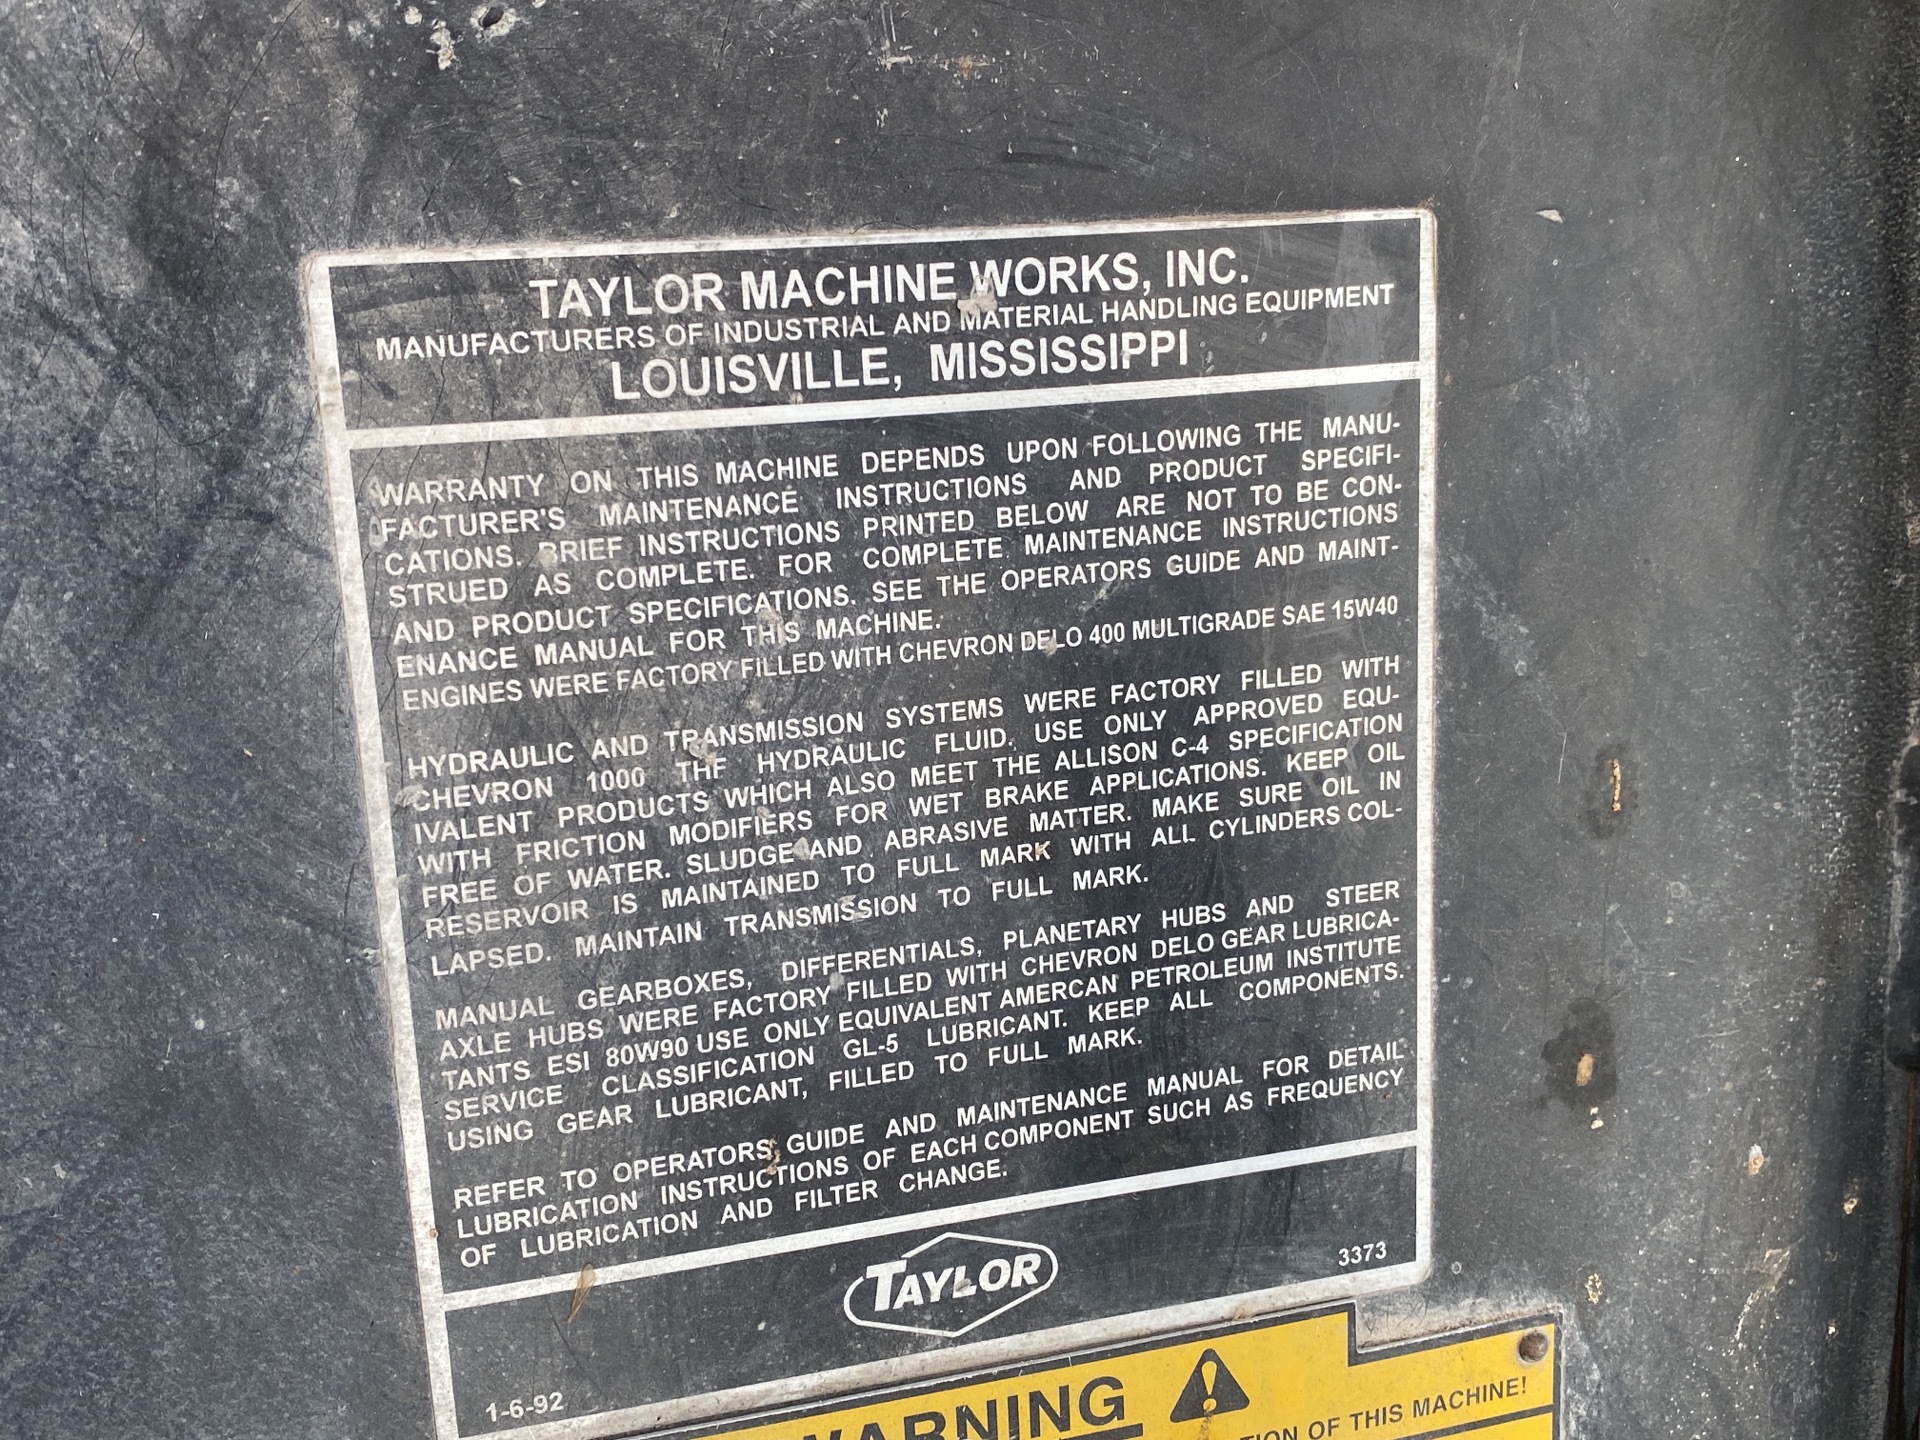 TAYLOR MACHINE WORKS, INC.
MANUFACTURERS OF INDUSTRIAL AND MATERIAL HANDLING EQUIPMENT
LOUISVILLE, MISSISSIPPI
WARRANTY ON THIS MACHINE DEPENDS UPON FOLLOWING THE MANU-
FACTURER'S MAINTENANCE INSTRUCTIONS AND PRODUCT SPECIFI-
CATIONS. BRIEF INSTRUCTIONS PRINTED BELOW ARE NOT TO BE CON-
STRUED AS COMPLETE. FOR COMPLETE MAINTENANCE INSTRUCTIONS
AND PRODUCT SPECIFICATIONS. SEE THE OPERATORS GUIDE AND MAINT-
ENANCE MANUAL FOR THIS MACHINE.
ENGINES WERE FACTORY FILLED WITH CHEVRON DELO 400 MULTIGRADE SAE 15W40
HYDRAULIC AND TRANSMISSION SYSTEMS WERE FACTORY FILLED WITH
CHEVRON 1000 THF HYDRAULIC FLUID. USE ONLY APPROVED EQU-
IVALENT PRODUCTS WHICH ALSO MEET THE ALLISON C-4 SPECIFICATION
WITH FRICTION MODIFIERS FOR WET BRAKE APPLICATIONS. KEEP OIL
FREE OF WATER. SLUDGE AND ABRASIVE MATTER. MAKE SURE OIL IN
RESERVOIR IS MAINTAINED TO FULL MARK WITH ALL CYLINDERS COL-
LAPSED. MAINTAIN TRANSMISSION TO FULL MARK.
MANUAL GEARBOXES, DIFFERENTIALS, PLANETARY HUBS AND STEER
AXLE HUBS WERE FACTORY FILLED WITH CHEVRON DELO GEAR LUBRICA-
TANTS ESI 80W90 USE ONLY EQUIVALENT AMERCAN PETROLEUM INSTITUTE
SERVICE CLASSIFICATION GL-5 LUBRICANT. KEEP ALL COMPONENTS.
USING GEAR LUBRICANT, FILLED TO FULL MARK.
REFER TO OPERATORS GUIDE AND MAINTENANCE MANUAL FOR DETAIL
LUBRICATION INSTRUCTIONS OF EACH COMPONENT SUCH AS FREQUENCY
OF LUBRICATION AND FILTER CHANGE.
TAYLOR
3373
1-6-92
WARNING
OF THIS MACHINE!